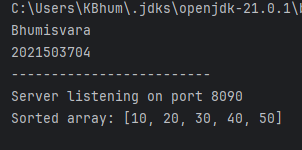 C:\Users\KBhum\.jdks\openjdk-21.0.1\b
Bhumisvara
2021503704
-------------------------
Server listening on port 8090
Sorted array: [10, 20, 30, 40, 50]